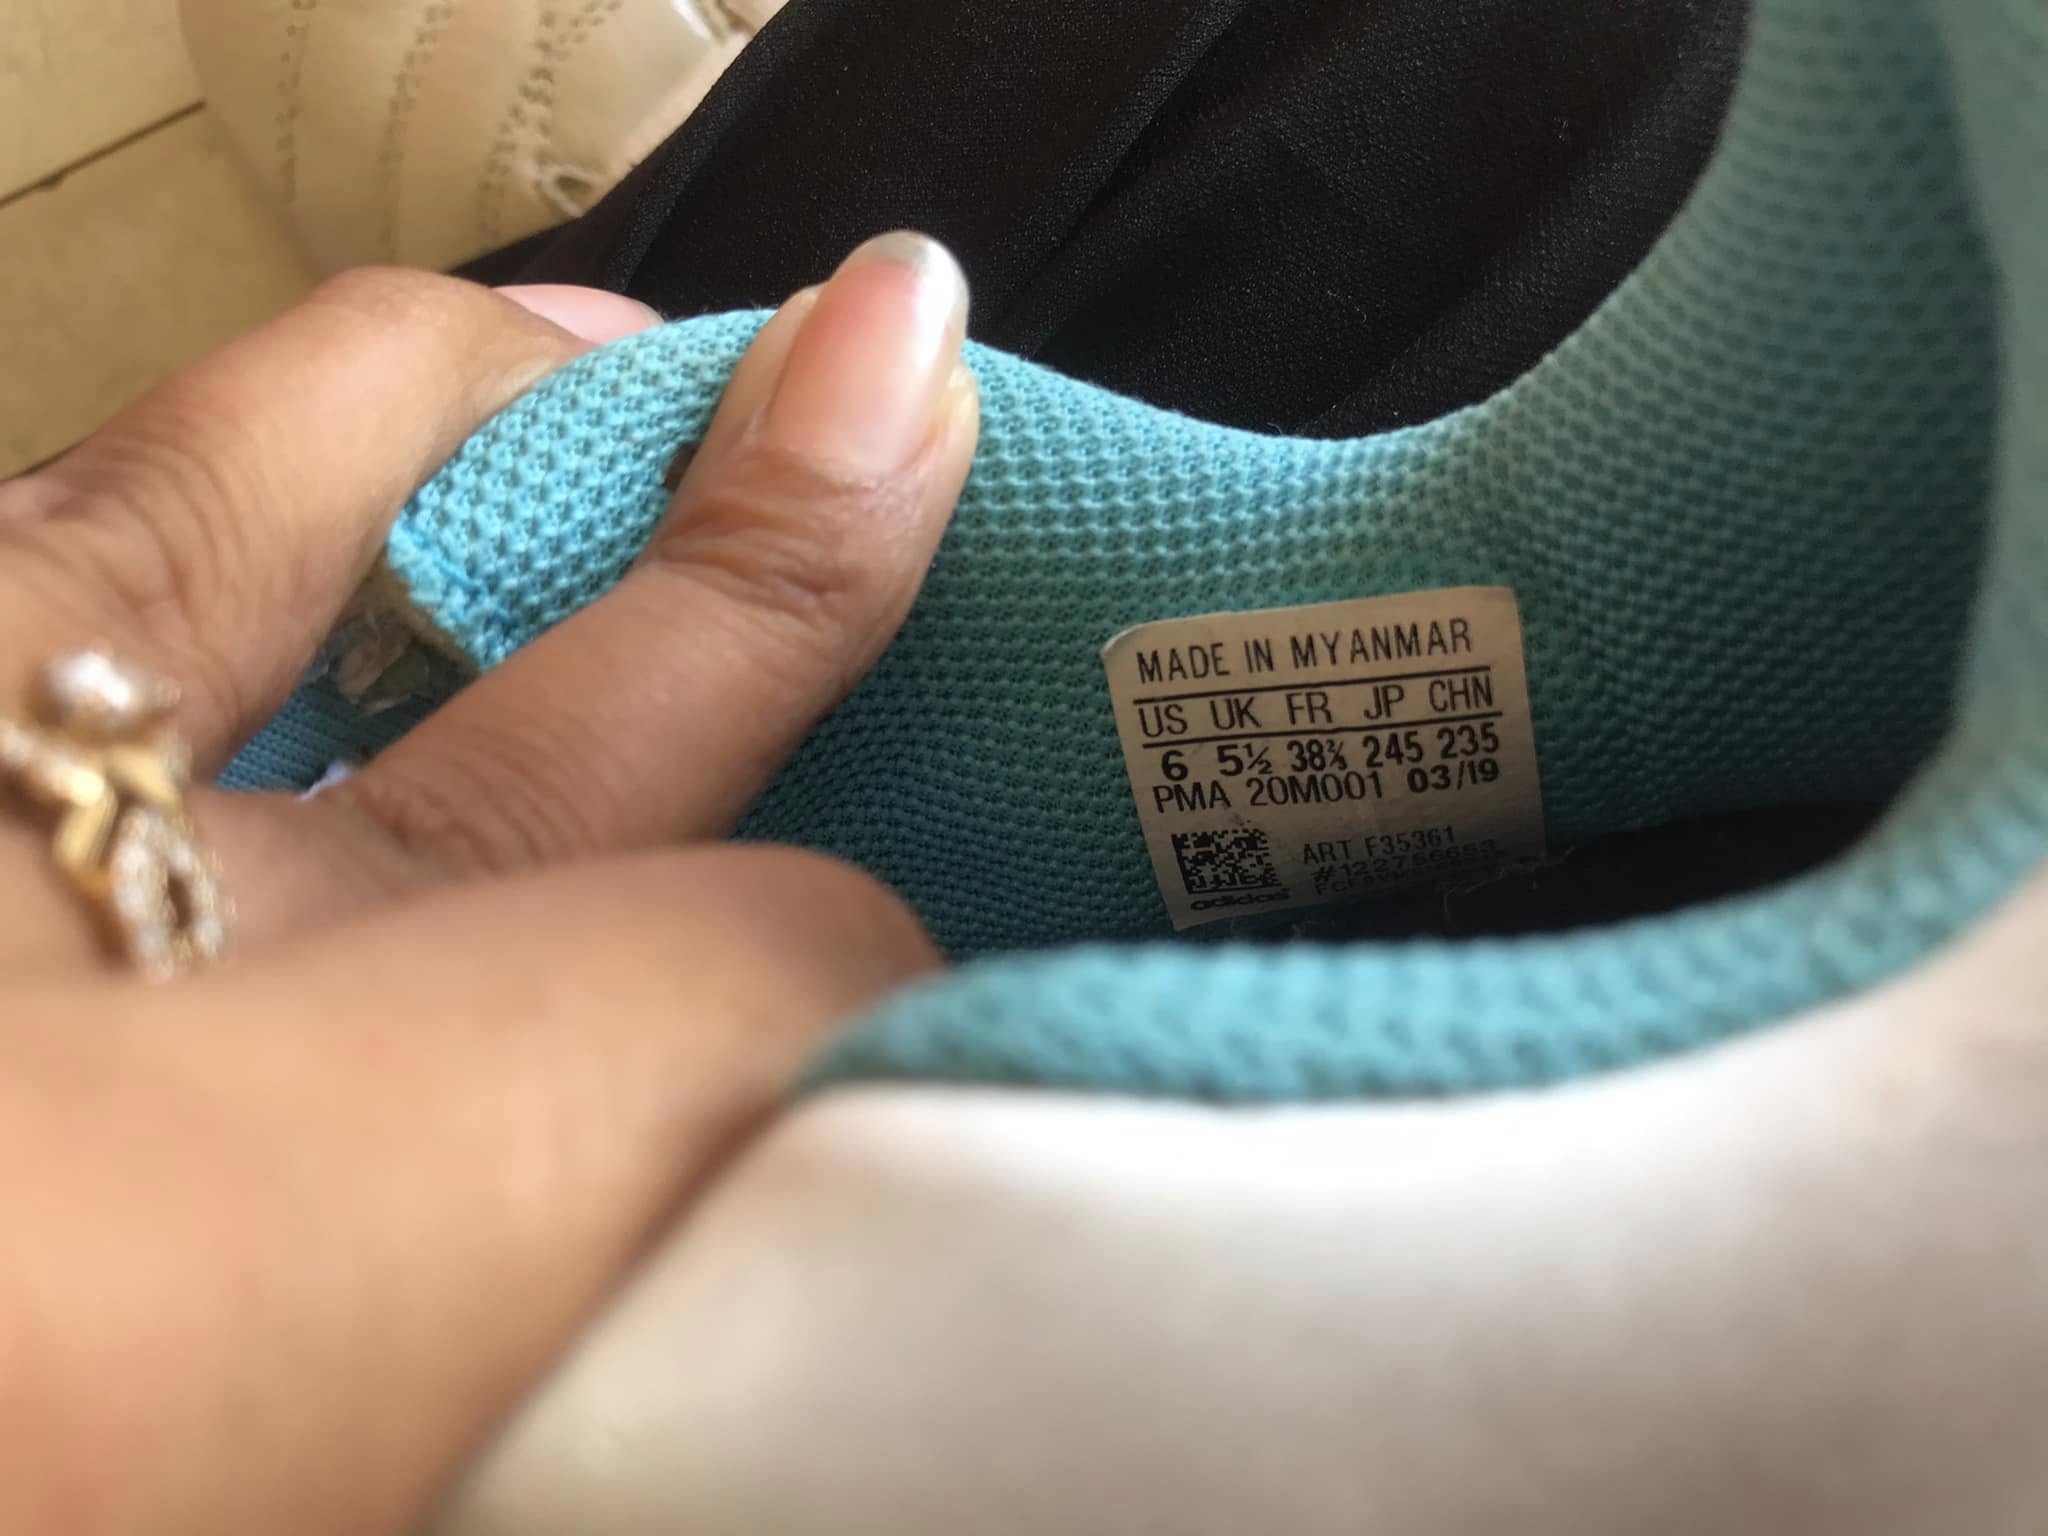 MADE IN MYANMAR
US UK FR JP CHN
6 5½ 38⅔ 245 235
PMA 20M001 03/19
ART F35361
adidas